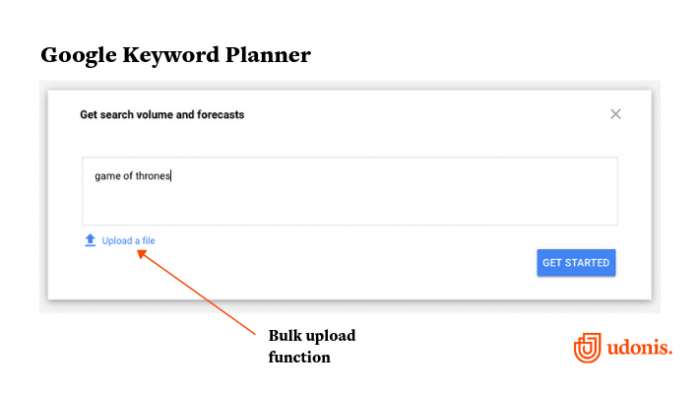 Google Keyword Planner
Get search volume and forecasts
game of thrones
Upload a file
GET STARTED
Bulk upload
function
udonis.